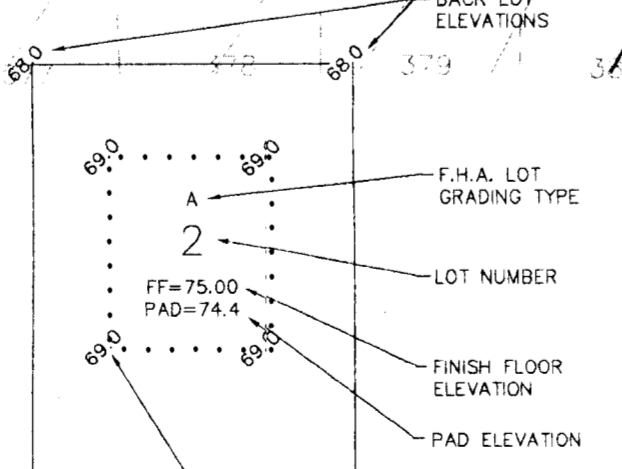 BACK LOT
ELEVATIONS
68.0
378
68.0
379
69.0
69.0
A
F.H.A. LOT
GRADING TYPE
2
LOT NUMBER
FF=75.00
PAD=74.4
69.0
69.0
FINISH FLOOR
ELEVATION
PAD ELEVATION